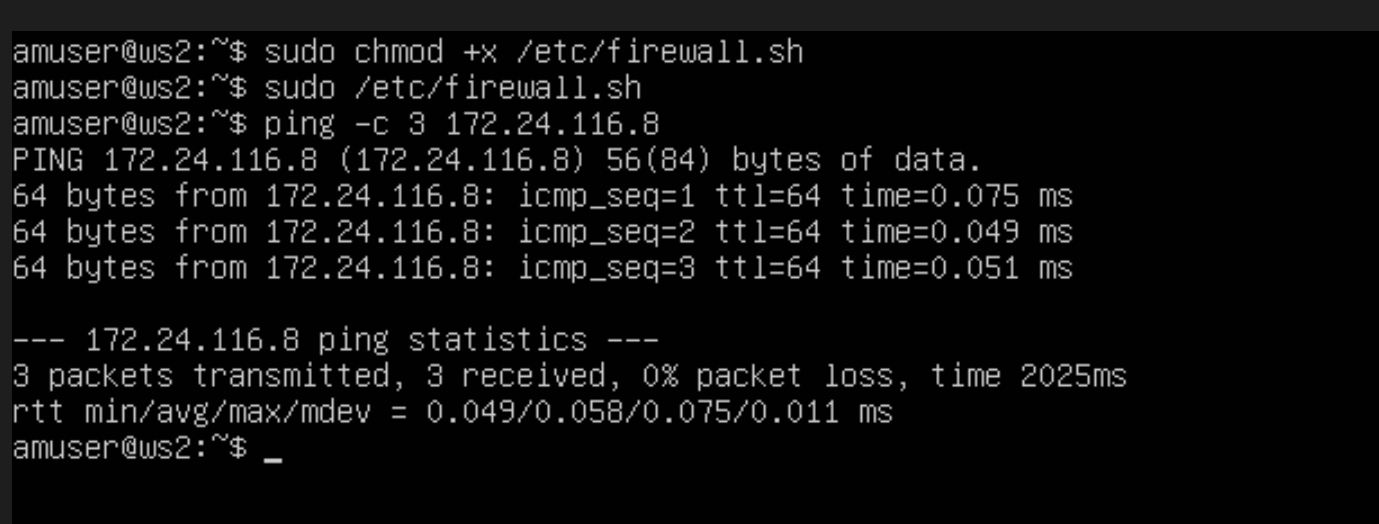 amuser@ws2:~$ sudo chmod +x /etc/firewall.sh
amuser@ws2:~$ sudo /etc/firewall.sh
amuser@ws2:~$ ping -c 3 172.24.116.8
PING 172.24.116.8 (172.24.116.8) 56(84) bytes of data.
64 bytes from 172.24.116.8: icmp_seq=1 ttl=64 time=0.075 ms
64 bytes from 172.24.116.8: icmp_seq=2 ttl=64 time=0.049 ms
64 bytes from 172.24.116.8: icmp_seq=3 ttl=64 time=0.051 ms
--- 172.24.116.8 ping statistics ---
3 packets transmitted, 3 received, 0% packet loss, time 2025ms
rtt min/avg/max/mdev = 0.049/0.058/0.075/0.011 ms
amuser@ws2:~$ _